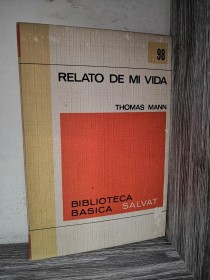 98
RELATO DE MI VIDA
THOMAS MANN
BIBLIOTECA
BASICA SALVAT